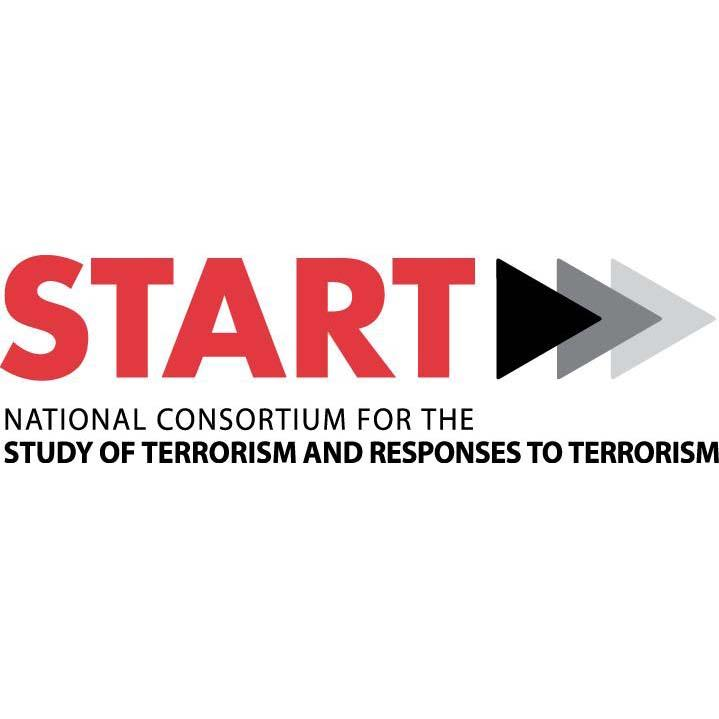 START
NATIONAL CONSORTIUM FOR THE
STUDY OF TERRORISM AND RESPONSES TO TERRORISM